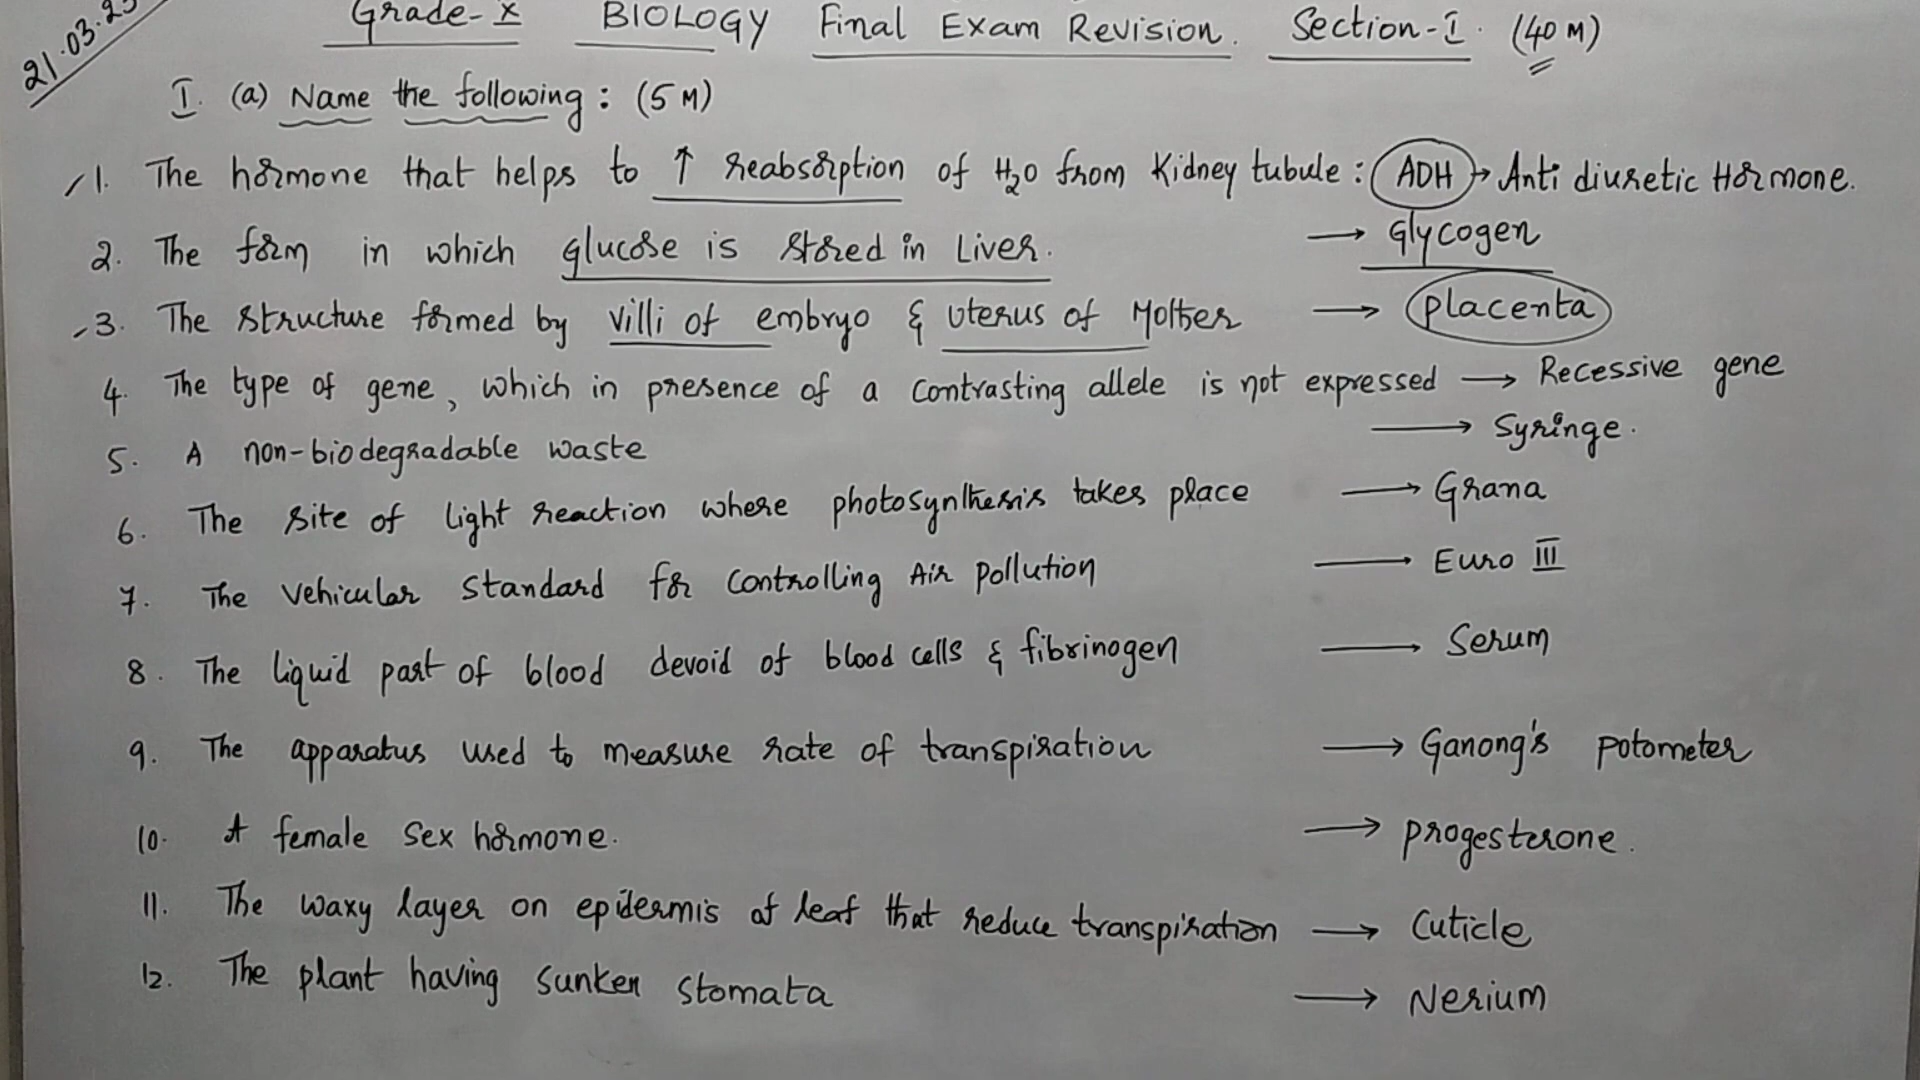 21.03.23
Grade-X BIOLOGY Final Exam Revision. Section-I. (40 M)
I. (a) Name the following: (5 M)
1. The hormone that helps to ↑ reabsorption of H₂O from Kidney tubule: ADH → Anti diuretic Hormone.
2. The form in which glucose is stored in Liver. → Glycogen
3. The structure formed by villi of embryo & uterus of Mother → placenta
4. The type of gene, which in presence of a contrasting allele is not expressed → Recessive gene
5. A non-biodegradable waste → Syringe.
6. The site of light reaction where photosynthesis takes place → Grana
7. The vehicular standard for controlling Air pollution → Euro III
8. The liquid part of blood devoid of blood cells & fibrinogen → Serum
9. The apparatus used to measure rate of transpiration → Ganong's potometer
10. A female sex hormone. → progesterone.
11. The waxy layer on epidermis of leaf that reduce transpiration → Cuticle
12. The plant having sunken stomata → Nerium